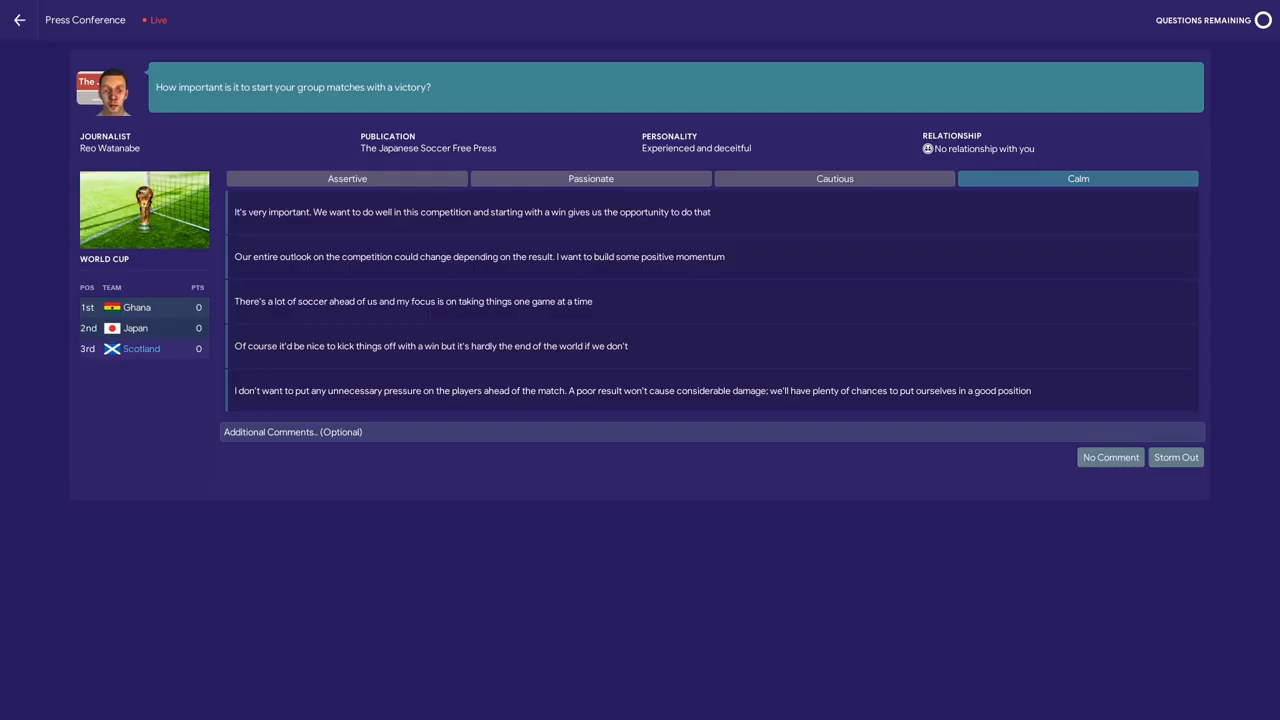 Press Conference
Live
QUESTIONS REMAINING
The
How important is it to start your group matches with a victory?
JOURNALIST
Reo Watanabe
PUBLICATION
The Japanese Soccer Free Press
PERSONALITY
Experienced and deceitful
RELATIONSHIP
No relationship with you
Assertive
Passionate
Cautious
Calm
It's very important. We want to do well in this competition and starting with a win gives us the opportunity to do that
Our entire outlook on the competition could change depending on the result. I want to build some positive momentum
There's a lot of soccer ahead of us and my focus is on taking things one game at a time
Of course it'd be nice to kick things off with a win but it's hardly the end of the world if we don't
I don't want to put any unnecessary pressure on the players ahead of the match. A poor result won't cause considerable damage; we'll have plenty of chances to put ourselves in a good position
WORLD CUP
POS TEAM PTS
1st Ghana 0
2nd Japan 0
3rd Scotland 0
Additional Comments.. (Optional)
No Comment
Storm Out